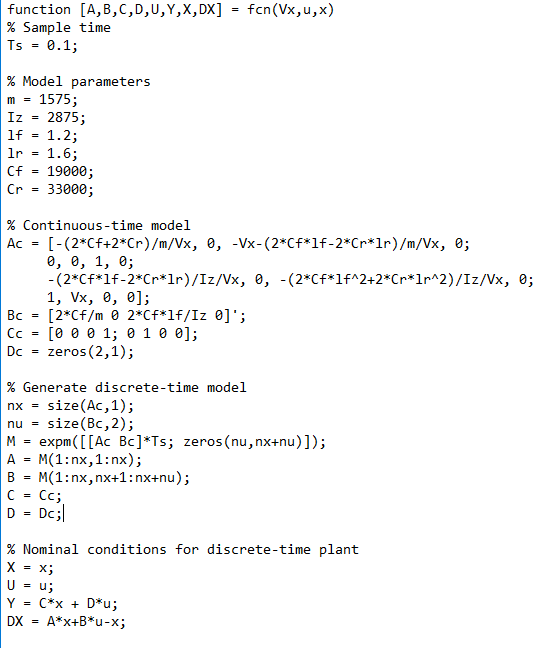 function [A,B,C,D,U,Y,X,DX] = fcn(Vx,u,x)
% Sample time
Ts = 0.1;
% Model parameters
m = 1575;
Iz = 2875;
lf = 1.2;
lr = 1.6;
Cf = 19000;
Cr = 33000;
% Continuous-time model
Ac = [-(2*Cf+2*Cr)/m/Vx, 0, -Vx-(2*Cf*lf-2*Cr*lr)/m/Vx, 0;
0, 0, 1, 0;
-(2*Cf*lf-2*Cr*lr)/Iz/Vx, 0, -(2*Cf*lf^2+2*Cr*lr^2)/Iz/Vx, 0;
1, Vx, 0, 0];
Bc = [2*Cf/m 0 2*Cf*lf/Iz 0]';
Cc = [0 0 0 1; 0 1 0 0];
Dc = zeros(2,1);
% Generate discrete-time model
nx = size(Ac,1);
nu = size(Bc,2);
M = expm([[Ac Bc]*Ts; zeros(nu,nx+nu)]);
A = M(1:nx,1:nx);
B = M(1:nx,nx+1:nx+nu);
C = Cc;
D = Dc;
% Nominal conditions for discrete-time plant
X = x;
U = u;
Y = C*x + D*u;
DX = A*x+B*u-x;